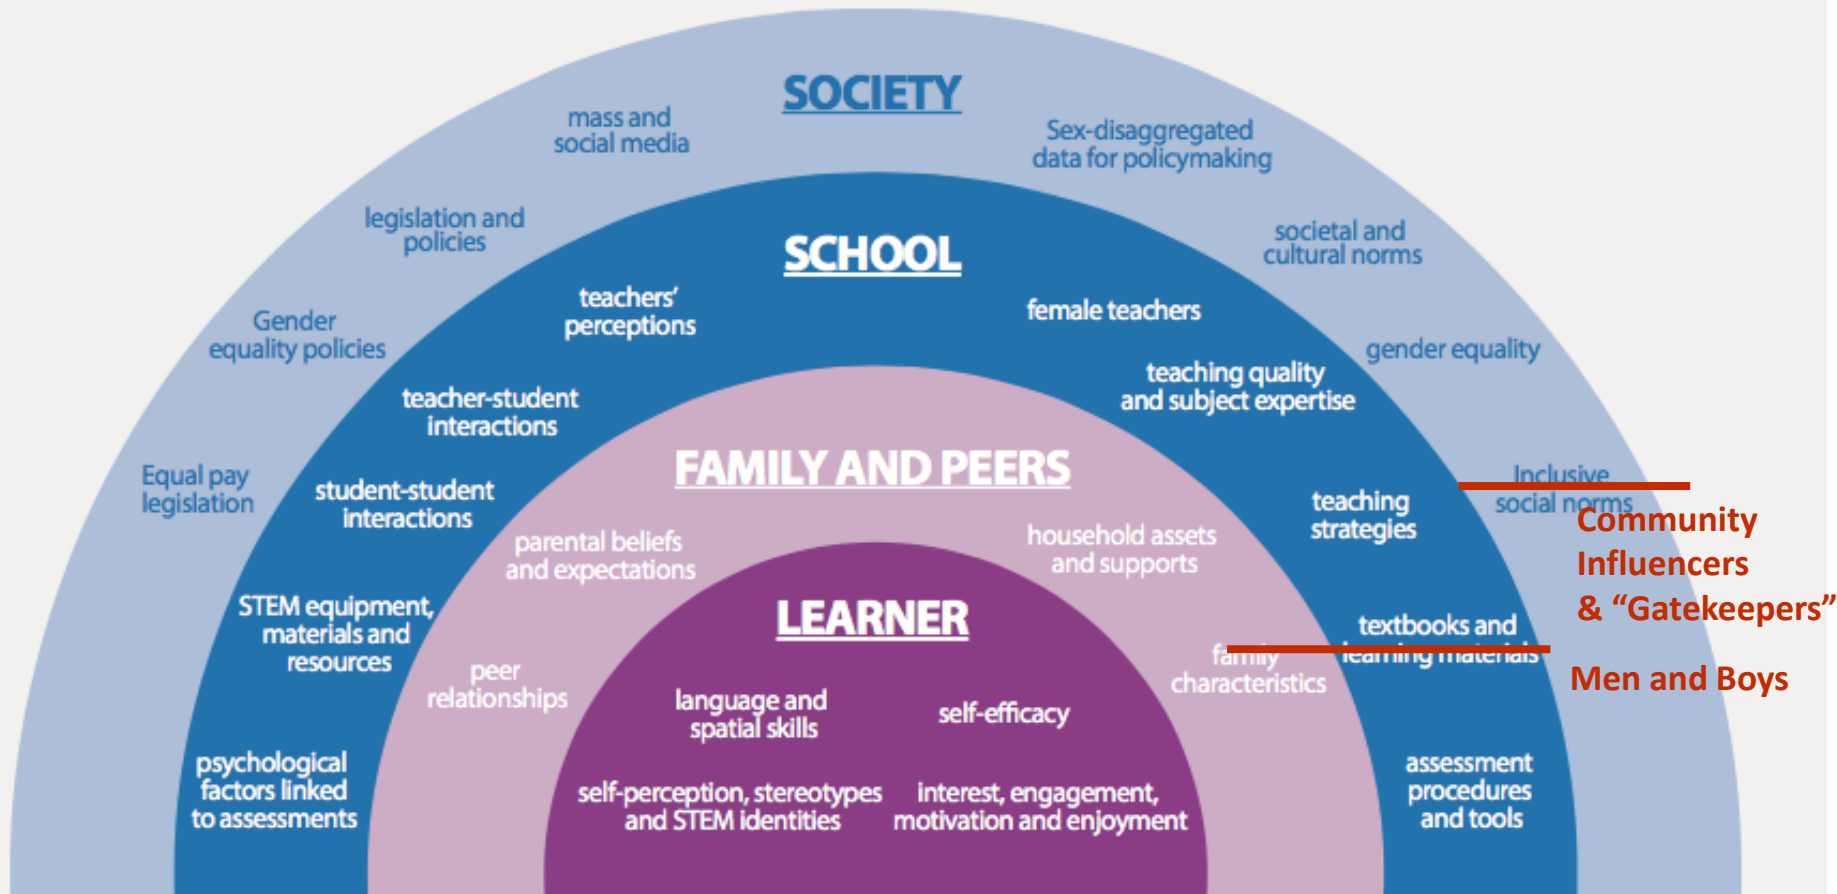 SOCIETY
mass and
social media
Sex-disaggregated
data for policymaking
legislation and
policies
societal and
cultural norms
Gender
equality policies
gender equality
Equal pay
legislation
Inclusive
social norms
SCHOOL
teachers'
perceptions
female teachers
teacher-student
interactions
teaching quality
and subject expertise
student-student
interactions
teaching
strategies
STEM equipment,
materials and
resources
textbooks and
learning materials
psychological
factors linked
to assessments
assessment
procedures
and tools
FAMILY AND PEERS
parental beliefs
and expectations
household assets
and supports
peer
relationships
family
characteristics
LEARNER
language and
spatial skills
self-efficacy
self-perception, stereotypes
and STEM identities
interest, engagement,
motivation and enjoyment
Community
Influencers
& “Gatekeepers”
Men and Boys